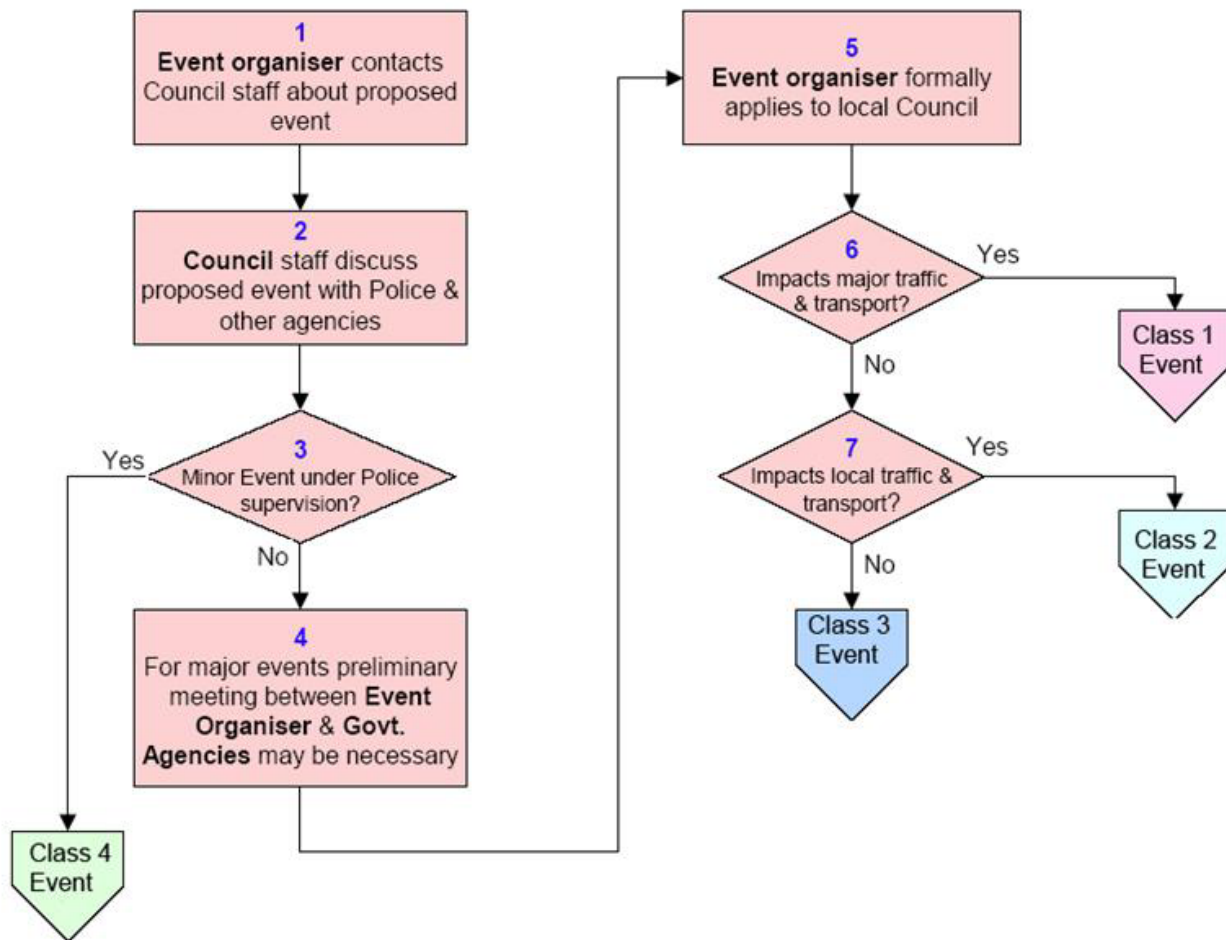 1
Event organiser contacts
Council staff about proposed
event
2
Council staff discuss
proposed event with Police &
other agencies
Yes
3
Minor Event under Police
supervision?
No
4
For major events preliminary
meeting between Event
Organiser & Govt.
Agencies may be necessary
Class 4
Event
5
Event organiser formally
applies to local Council
6
Impacts major traffic
& transport?
Yes
Class 1
Event
No
7
Impacts local traffic &
transport?
Yes
Class 2
Event
No
Class 3
Event